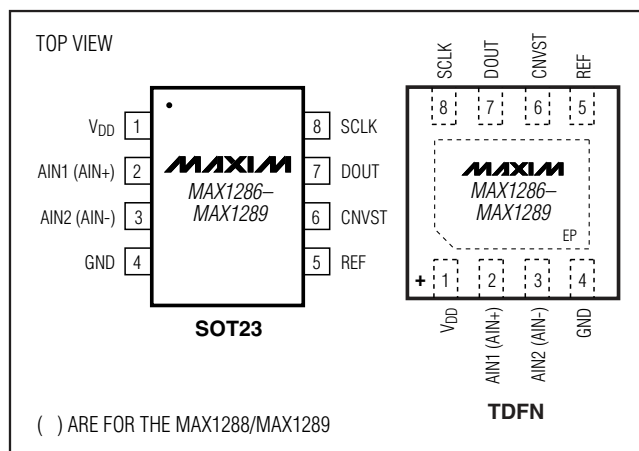 TOP VIEW
VDD 1
AIN1 (AIN+) 2
AIN2 (AIN-) 3
GND 4
8 SCLK
7 DOUT
6 CNVST
5 REF
MAXIM
MAX1286–
MAX1289
SOT23
SCLK DOUT CNVST REF
8 7 6 5
MAXIM
MAX1286–
MAX1289
EP
+ 1 2 3 4
VDD AIN1 (AIN+) AIN2 (AIN-) GND
TDFN
( ) ARE FOR THE MAX1288/MAX1289